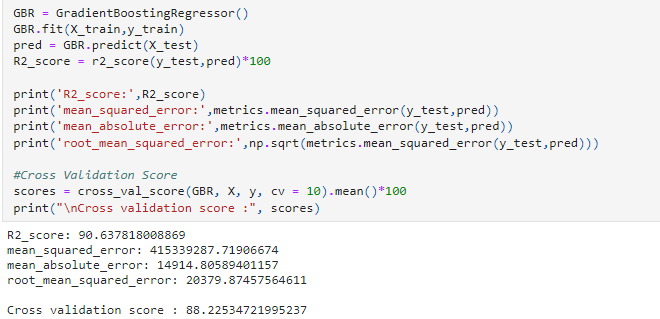 GBR = GradientBoostingRegressor()
GBR.fit(X_train,y_train)
pred = GBR.predict(X_test)
R2_score = r2_score(y_test,pred)*100
print('R2_score:',R2_score)
print('mean_squared_error:',metrics.mean_squared_error(y_test,pred))
print('mean_absolute_error:',metrics.mean_absolute_error(y_test,pred))
print('root_mean_squared_error:',np.sqrt(metrics.mean_squared_error(y_test,pred)))
#Cross Validation Score
scores = cross_val_score(GBR, X, y, cv = 10).mean()*100
print("\nCross validation score :", scores)
R2_score: 90.637818008869
mean_squared_error: 415339287.71906674
mean_absolute_error: 14914.80589401157
root_mean_squared_error: 20379.87457564611
Cross validation score : 88.22534721995237